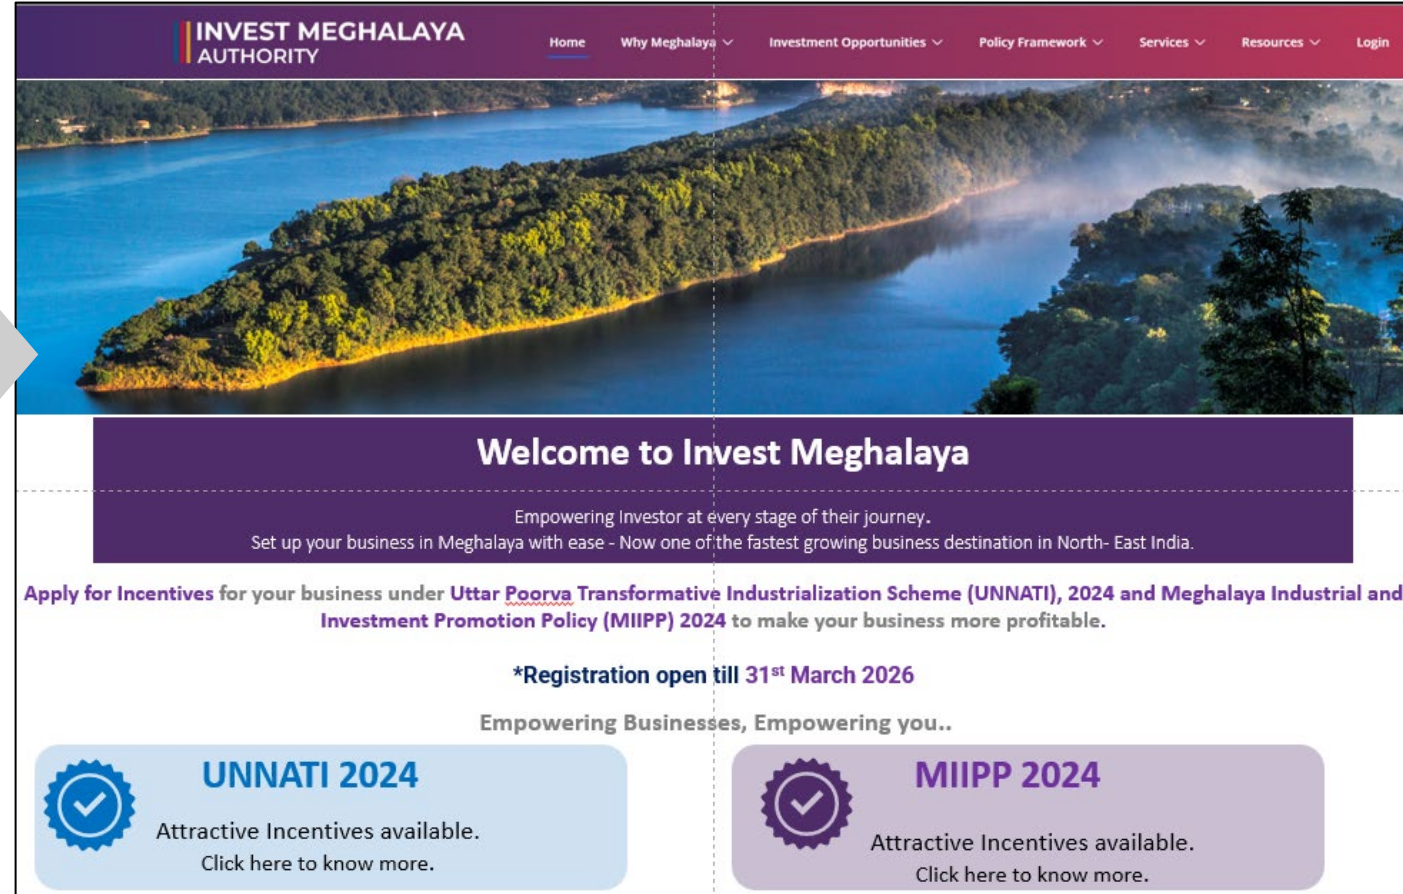 INVEST MEGHALAYA
AUTHORITY
Home Why Meghalaya Investment Opportunities Policy Framework Services Resources Login
Welcome to Invest Meghalaya
Empowering Investor at every stage of their journey.
Set up your business in Meghalaya with ease - Now one of the fastest growing business destination in North- East India.
Apply for Incentives for your business under Uttar Poorva Transformative Industrialization Scheme (UNNATI), 2024 and Meghalaya Industrial and
Investment Promotion Policy (MIIPP) 2024 to make your business more profitable.
*Registration open till 31st March 2026
Empowering Businesses, Empowering you..
UNNATI 2024
Attractive Incentives available.
Click here to know more.
MIIPP 2024
Attractive Incentives available.
Click here to know more.